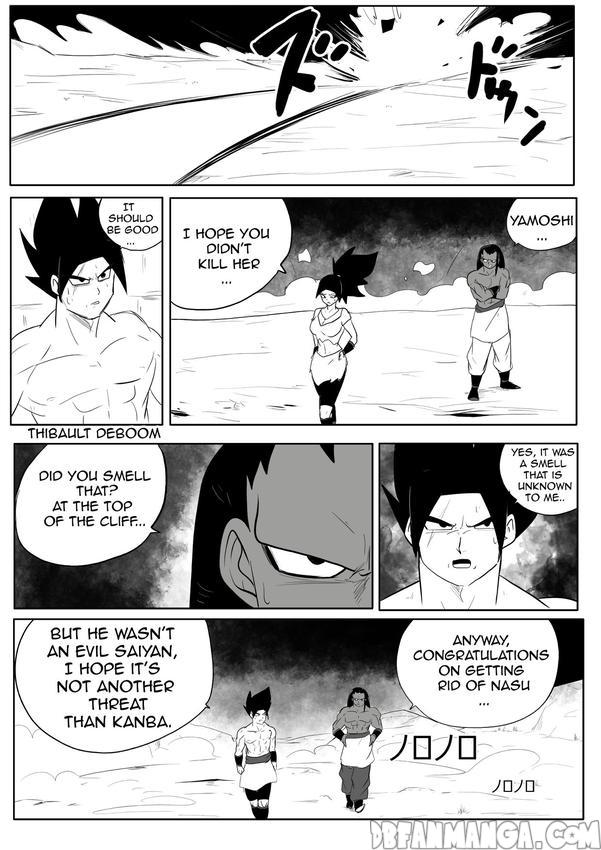 ズズ
ドゥン
IT
SHOULD
BE GOOD
...
I HOPE YOU
DIDN'T
KILL HER
...
YAMOSHI
...
THIBAULT DEBOOM
DID YOU SMELL
THAT?
AT THE TOP
OF THE CLIFF...
YES, IT WAS
A SMELL
THAT IS
UNKNOWN
TO ME..
BUT HE WASN'T
AN EVIL SAIYAN,
I HOPE IT'S
NOT ANOTHER
THREAT
THAN KANBA.
ANYWAY,
CONGRATULATIONS
ON GETTING
RID OF NASU
...
ノロノロ
ノロノロ
DBFANMANGA.COM